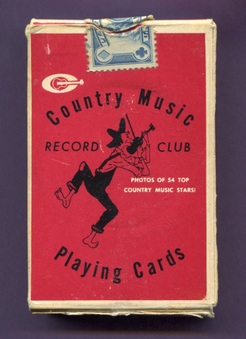 Country Music
RECORD CLUB
PHOTOS OF 54 TOP
COUNTRY MUSIC STARS!
Playing Cards